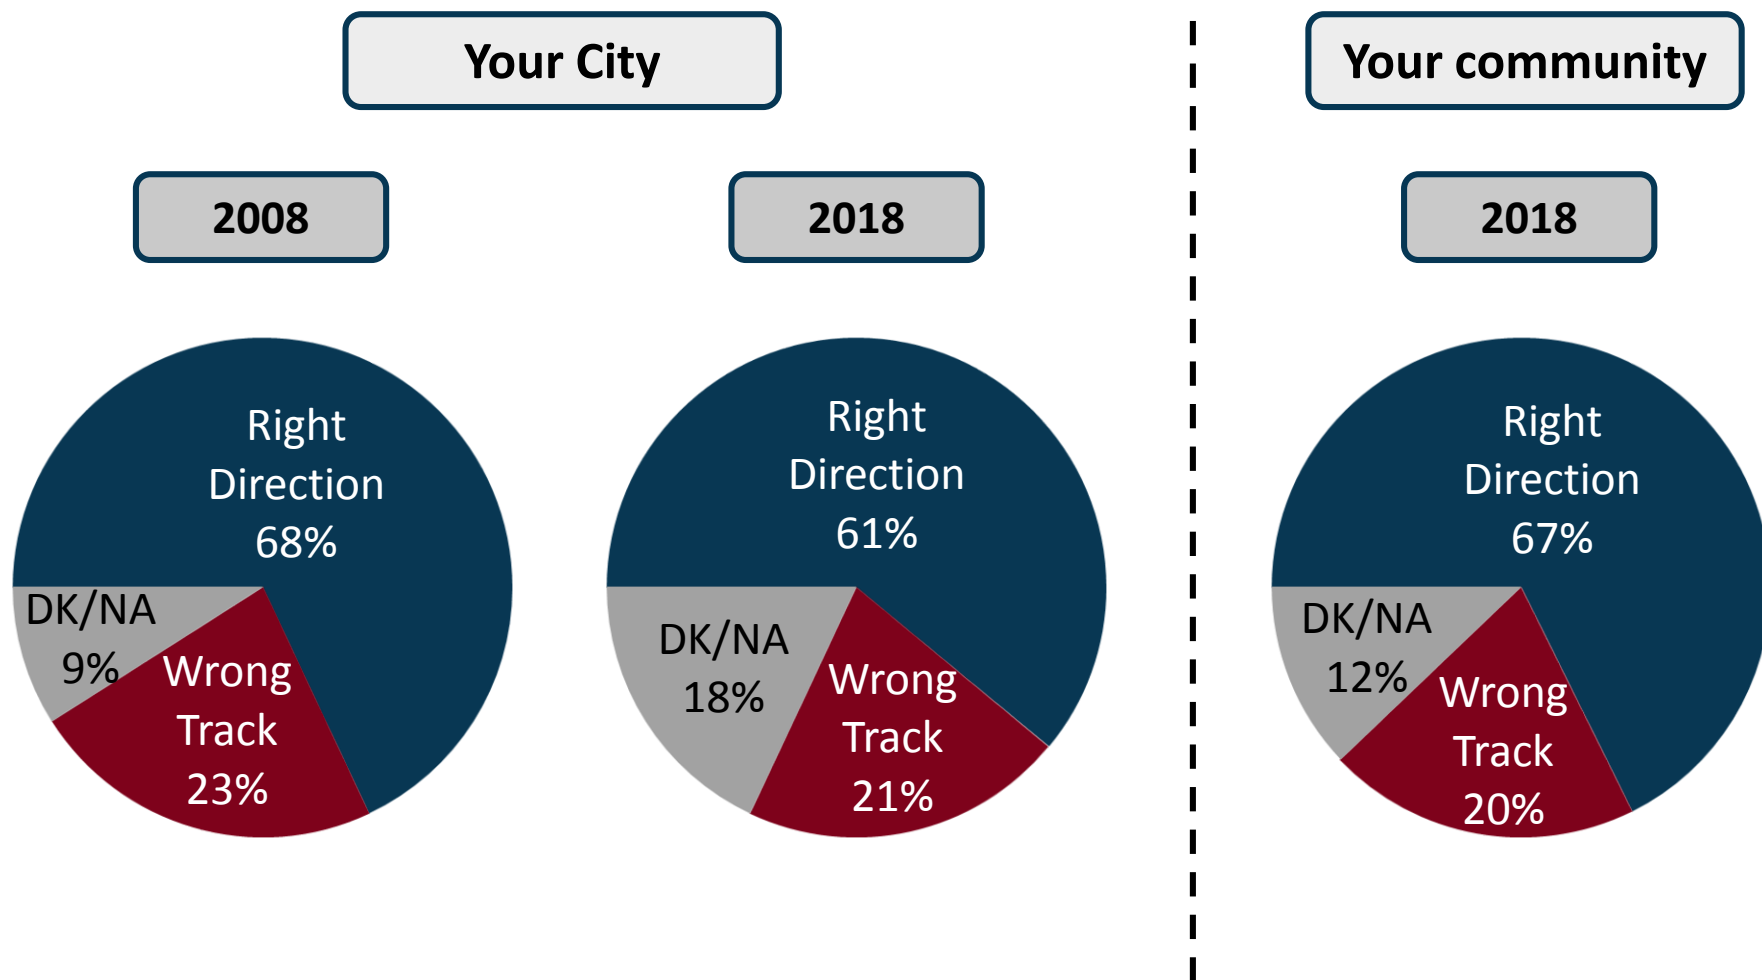 Your City
Your community
2008
2018
2018
Right
Direction
68%
DK/NA
9%
Wrong
Track
23%
Right
Direction
61%
DK/NA
18%
Wrong
Track
21%
Right
Direction
67%
DK/NA
12%
Wrong
Track
20%